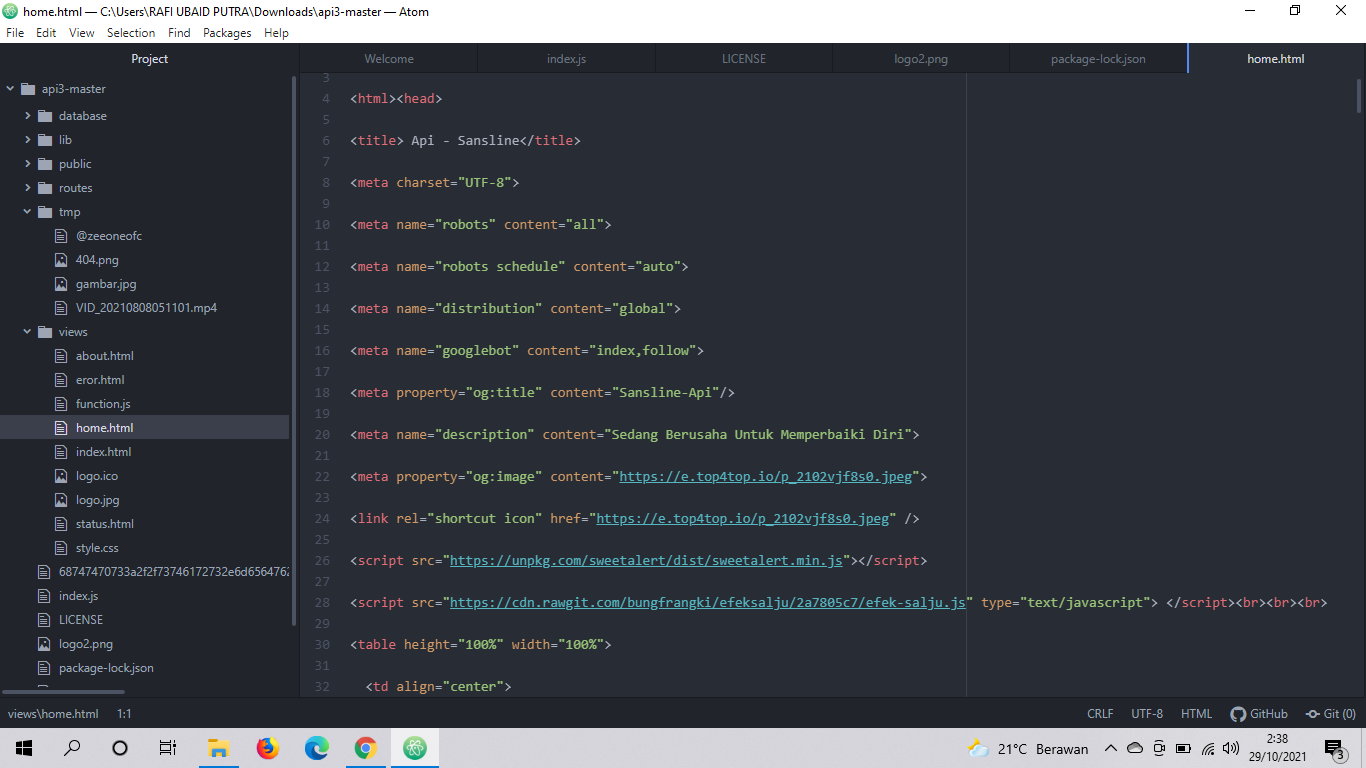 home.html — C:\Users\RAFI UBAID PUTRA\Downloads\api3-master — Atom
File Edit View Selection Find Packages Help
Project
api3-master
database
lib
public
routes
tmp
@zeeoneofc
404.png
gambar.jpg
VID_20210808051101.mp4
views
about.html
eror.html
function.js
home.html
index.html
logo.ico
logo.jpg
status.html
style.css
68747470733a2f2f73746172732e6d6564762
index.js
LICENSE
logo2.png
package-lock.json
Welcome index.js LICENSE logo2.png package-lock.json home.html
3
4 <html><head>
5
6 <title> Api - Sansline</title>
7
8 <meta charset="UTF-8">
9
10 <meta name="robots" content="all">
11
12 <meta name="robots schedule" content="auto">
13
14 <meta name="distribution" content="global">
15
16 <meta name="googlebot" content="index,follow">
17
18 <meta property="og:title" content="Sansline-Api"/>
19
20 <meta name="description" content="Sedang Berusaha Untuk Memperbaiki Diri">
21
22 <meta property="og:image" content="https://e.top4top.io/p_2102vjf8s0.jpeg">
23
24 <link rel="shortcut icon" href="https://e.top4top.io/p_2102vjf8s0.jpeg" />
25
26 <script src="https://unpkg.com/sweetalert/dist/sweetalert.min.js"></script>
27
28 <script src="https://cdn.rawgit.com/bungfrangki/efeksalju/2a7805c7/efek-salju.js" type="text/javascript"> </script><br><br><br>
29
30 <table height="100%" width="100%">
31
32 <td align="center">
views\home.html 1:1 CRLF UTF-8 HTML GitHub Git (0)
21°C Berawan
2:38
29/10/2021
3